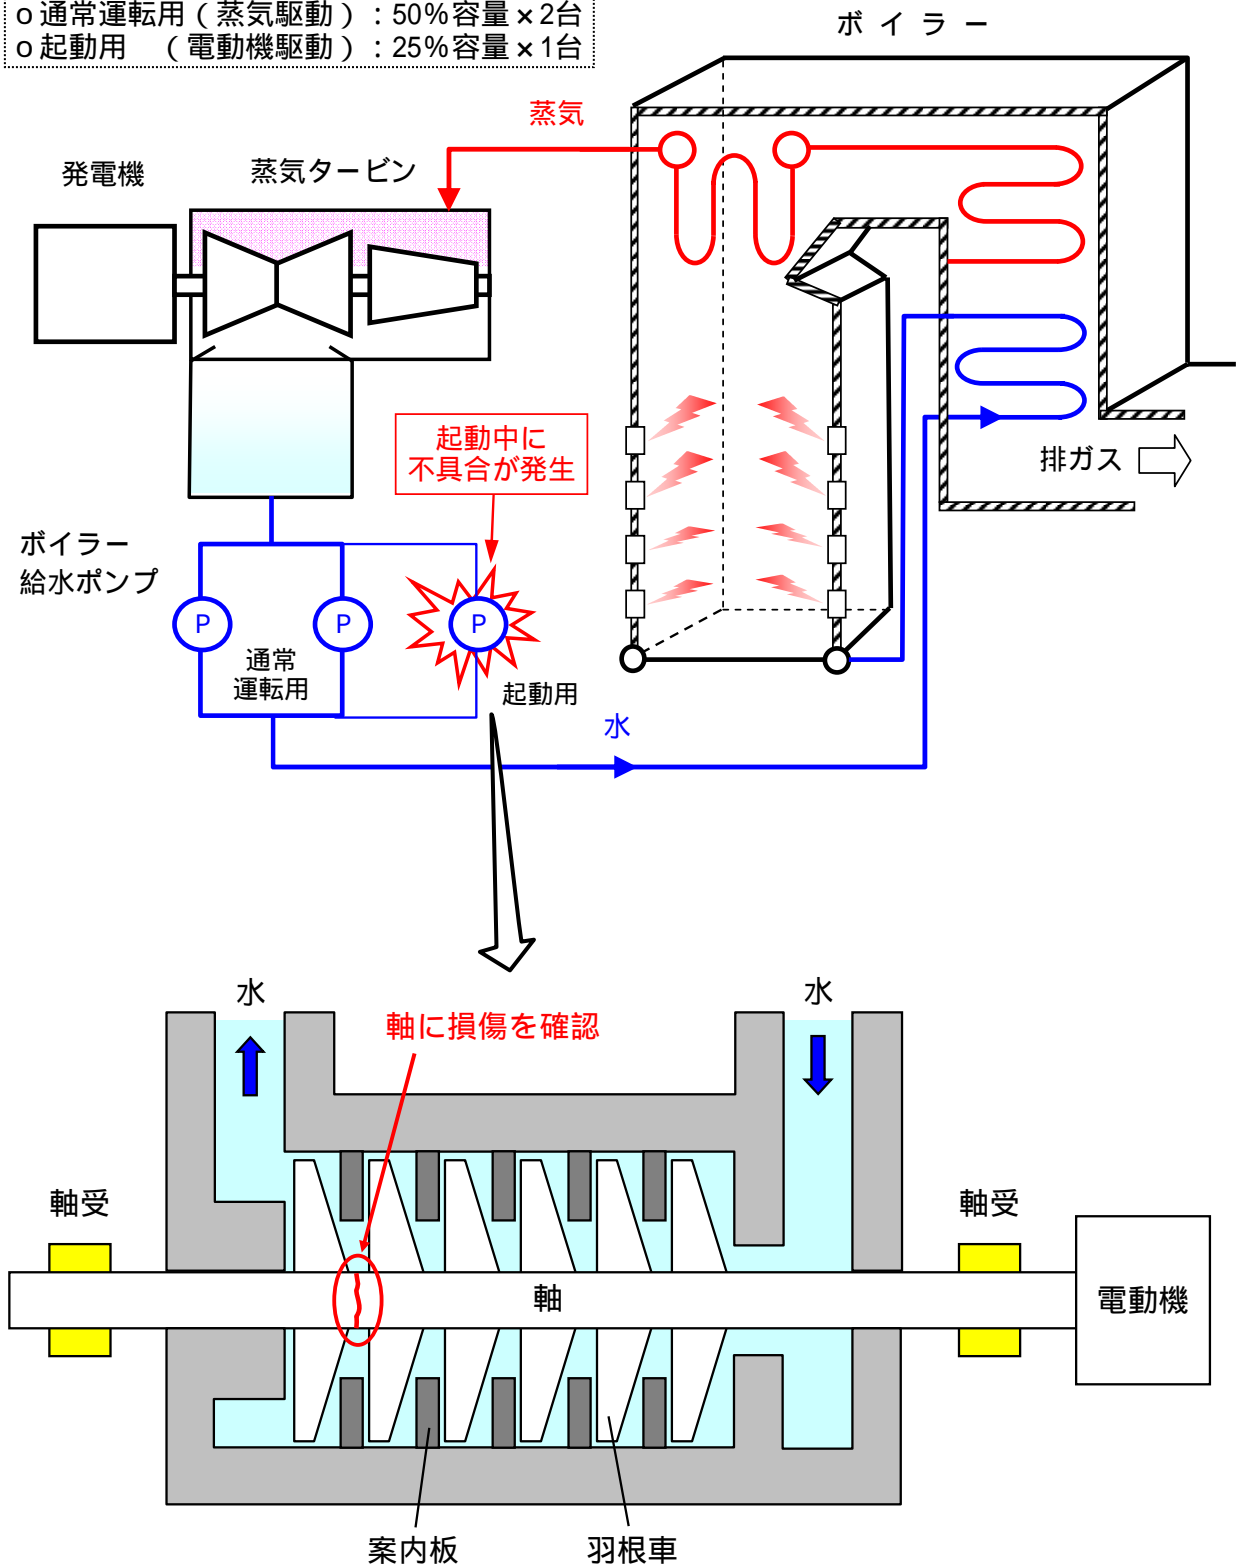 o 通常運転用（蒸気駆動）：50％容量×2台
o 起動用　（電動機駆動）：25％容量×1台
ボイラー
蒸気
発電機
蒸気タービン
起動中に
不具合が発生
排ガス
ボイラー
給水ポンプ
P
P
P
通常
運転用
起動用
水
水
水
軸に損傷を確認
軸受
軸受
軸
電動機
案内板
羽根車